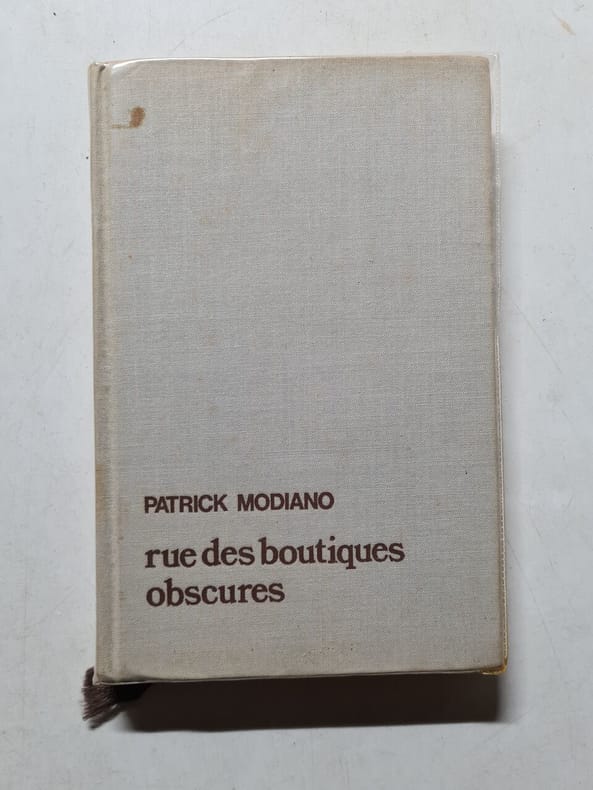 PATRICK MODIANO
rue des boutiques
obscures